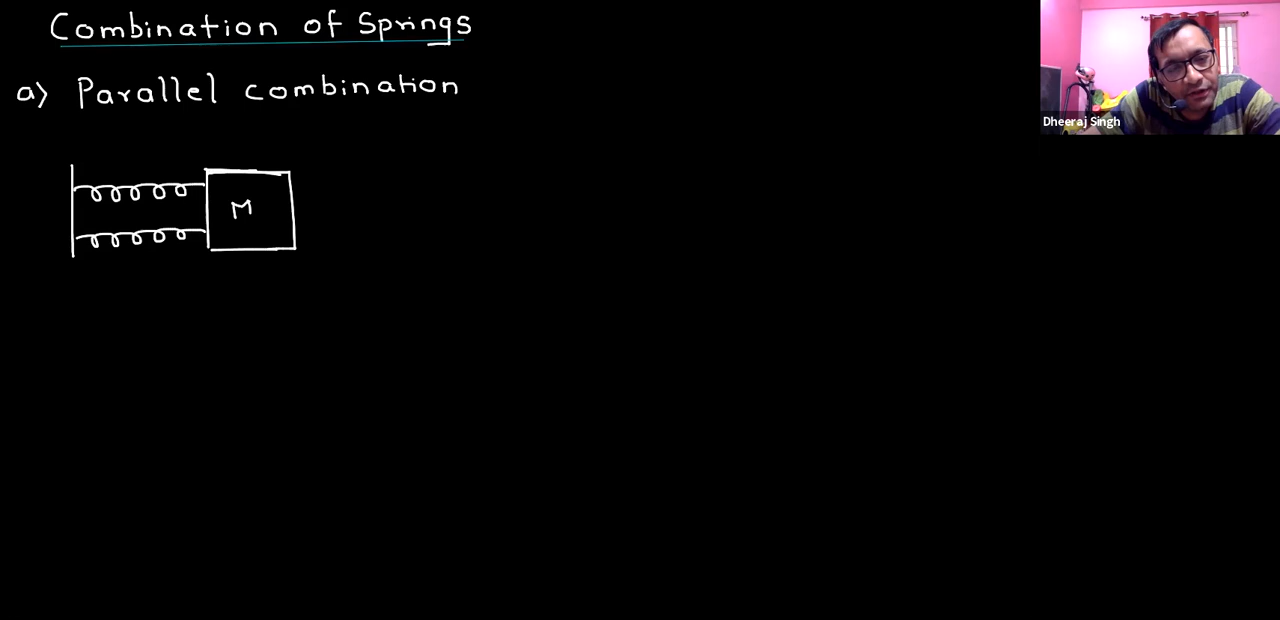 Combination of Springs
a) Parallel combination
M
Dheeraj Singh